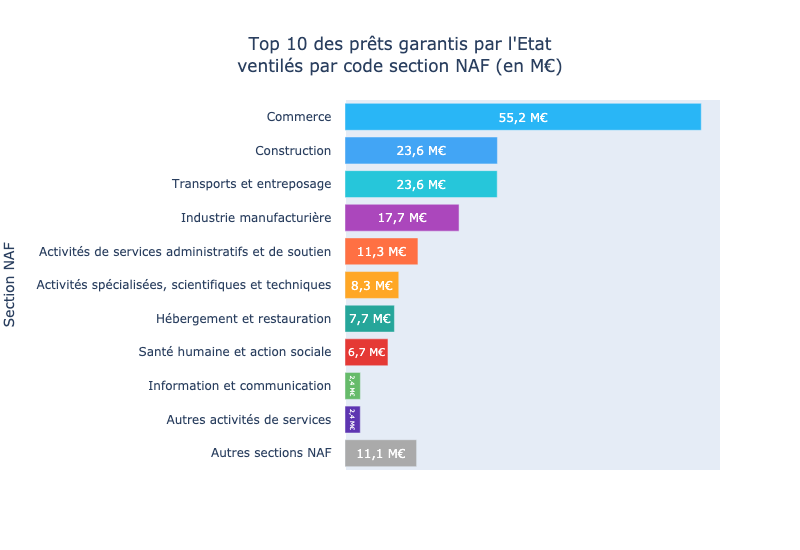 Top 10 des prêts garantis par l'Etat
ventilés par code section NAF (en M€)
Section NAF
Commerce 55,2 M€
Construction 23,6 M€
Transports et entreposage 23,6 M€
Industrie manufacturière 17,7 M€
Activités de services administratifs et de soutien 11,3 M€
Activités spécialisées, scientifiques et techniques 8,3 M€
Hébergement et restauration 7,7 M€
Santé humaine et action sociale 6,7 M€
Information et communication 2,4 M€
Autres activités de services 2,4 M€
Autres sections NAF 11,1 M€